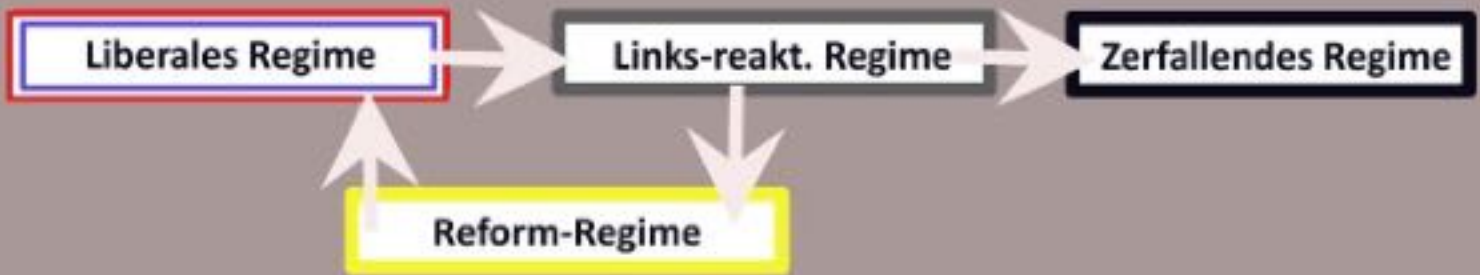 Liberales Regime
Links-reakt. Regime
Zerfallendes Regime
Reform-Regime